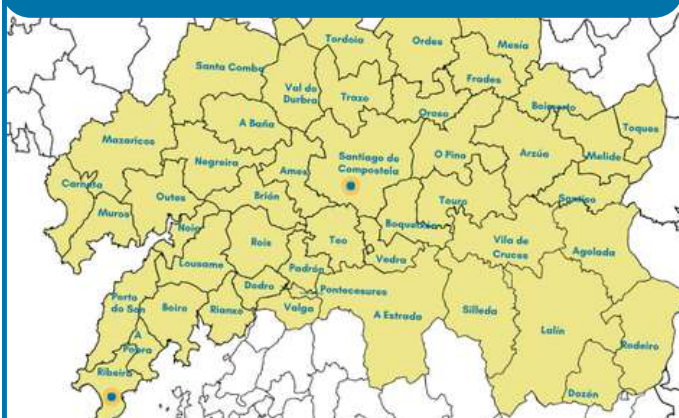 Tordoia
Ordes
Mesía
Santa Comba
Frades
Val do
Dubra
Trazo
Oroso
Boimorto
Toques
A Baña
Mazaricos
Negreira
Ames
Santiago de
Compostela
O Pino
Arzúa
Melide
Carnota
Outes
Brión
Touro
Santiso
Muros
Noia
Rois
Teo
Boqueixón
Vila de
Cruces
Agolada
Lousame
Padrón
Vedra
Dodro
Pontecesures
Porto
do Son
Boiro
Rianxo
Valga
A Estrada
Silleda
Lalín
Rodeiro
A
Pobra
Ribeira
Dozón